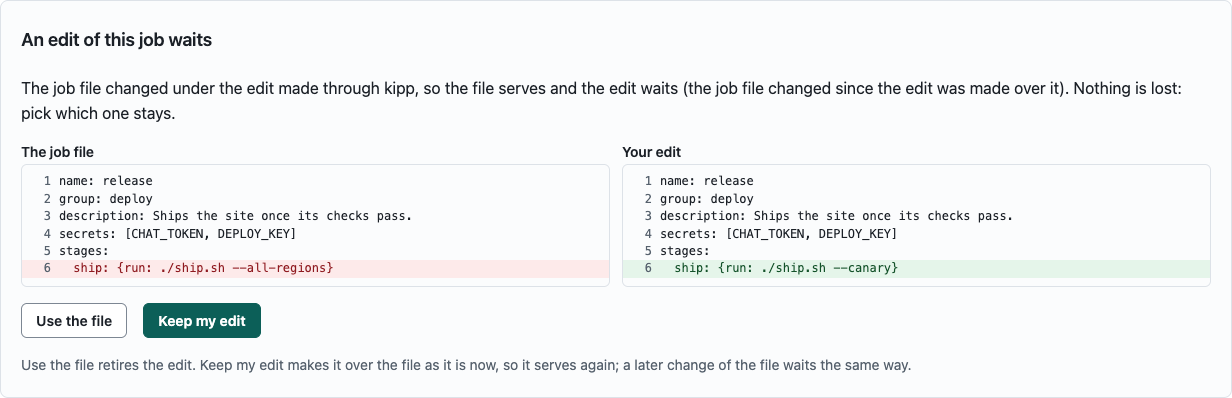 An edit of this job waits
The job file changed under the edit made through kipp, so the file serves and the edit waits (the job file changed since the edit was made over it). Nothing is lost:
pick which one stays.
The job file
1 name: release
2 group: deploy
3 description: Ships the site once its checks pass.
4 secrets: [CHAT_TOKEN, DEPLOY_KEY]
5 stages:
6   ship: {run: ./ship.sh --all-regions}
Your edit
1 name: release
2 group: deploy
3 description: Ships the site once its checks pass.
4 secrets: [CHAT_TOKEN, DEPLOY_KEY]
5 stages:
6   ship: {run: ./ship.sh --canary}
Use the file
Keep my edit
Use the file retires the edit. Keep my edit makes it over the file as it is now, so it serves again; a later change of the file waits the same way.